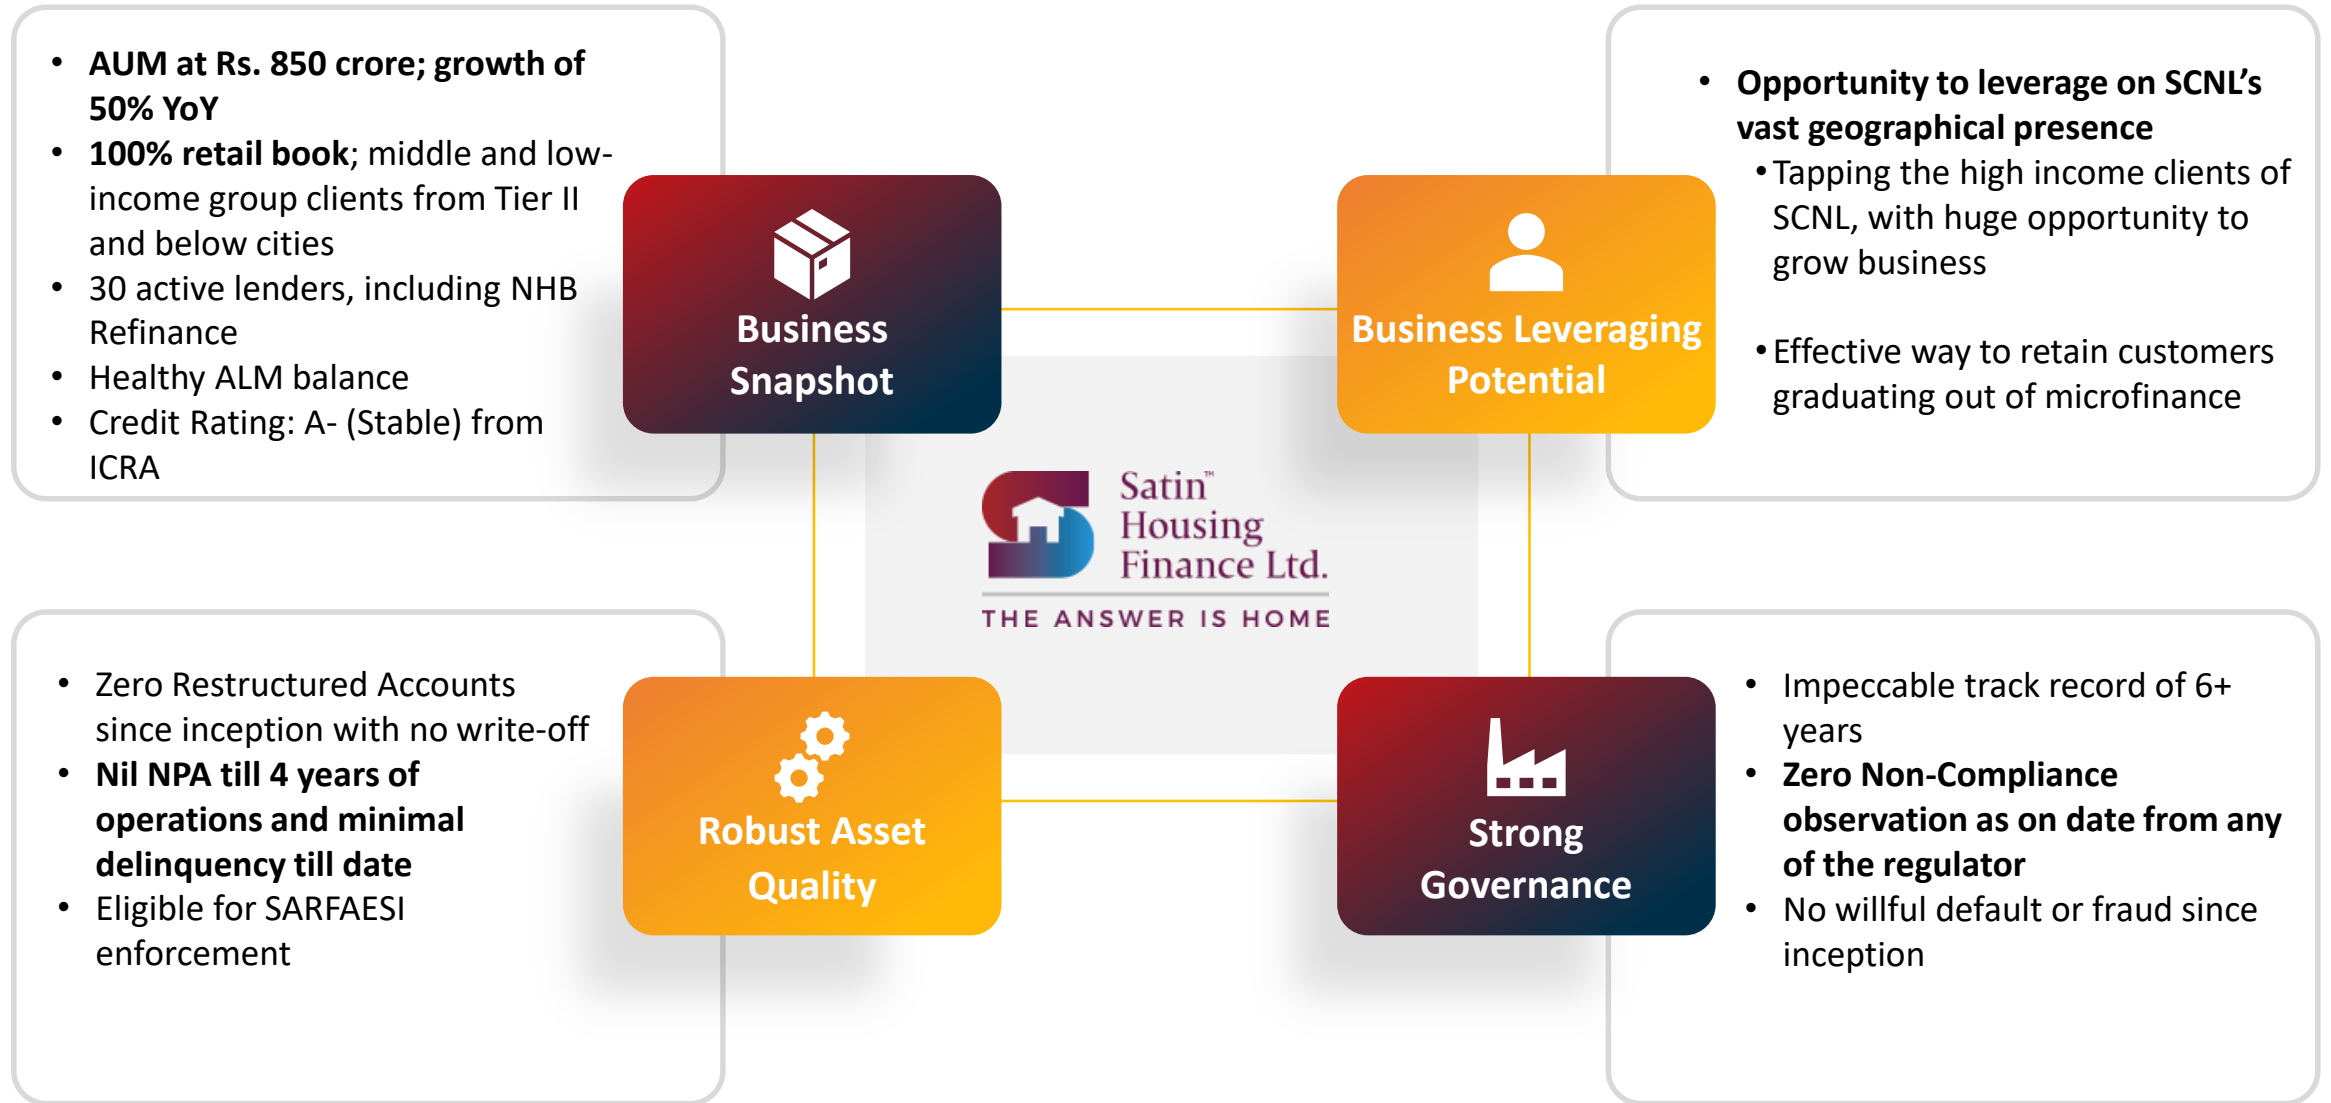 • AUM at Rs. 850 crore; growth of
50% YoY
• 100% retail book; middle and low-
income group clients from Tier II
and below cities
• 30 active lenders, including NHB
Refinance
• Healthy ALM balance
• Credit Rating: A- (Stable) from
ICRA
Business
Snapshot
Business Leveraging
Potential
• Opportunity to leverage on SCNL’s
vast geographical presence
• Tapping the high income clients of
SCNL, with huge opportunity to
grow business
• Effective way to retain customers
graduating out of microfinance
Satin™
Housing
Finance Ltd.
THE ANSWER IS HOME
• Zero Restructured Accounts
since inception with no write-off
• Nil NPA till 4 years of
operations and minimal
delinquency till date
• Eligible for SARFAESI
enforcement
Robust Asset
Quality
Strong
Governance
• Impeccable track record of 6+
years
• Zero Non-Compliance
observation as on date from any
of the regulator
• No willful default or fraud since
inception